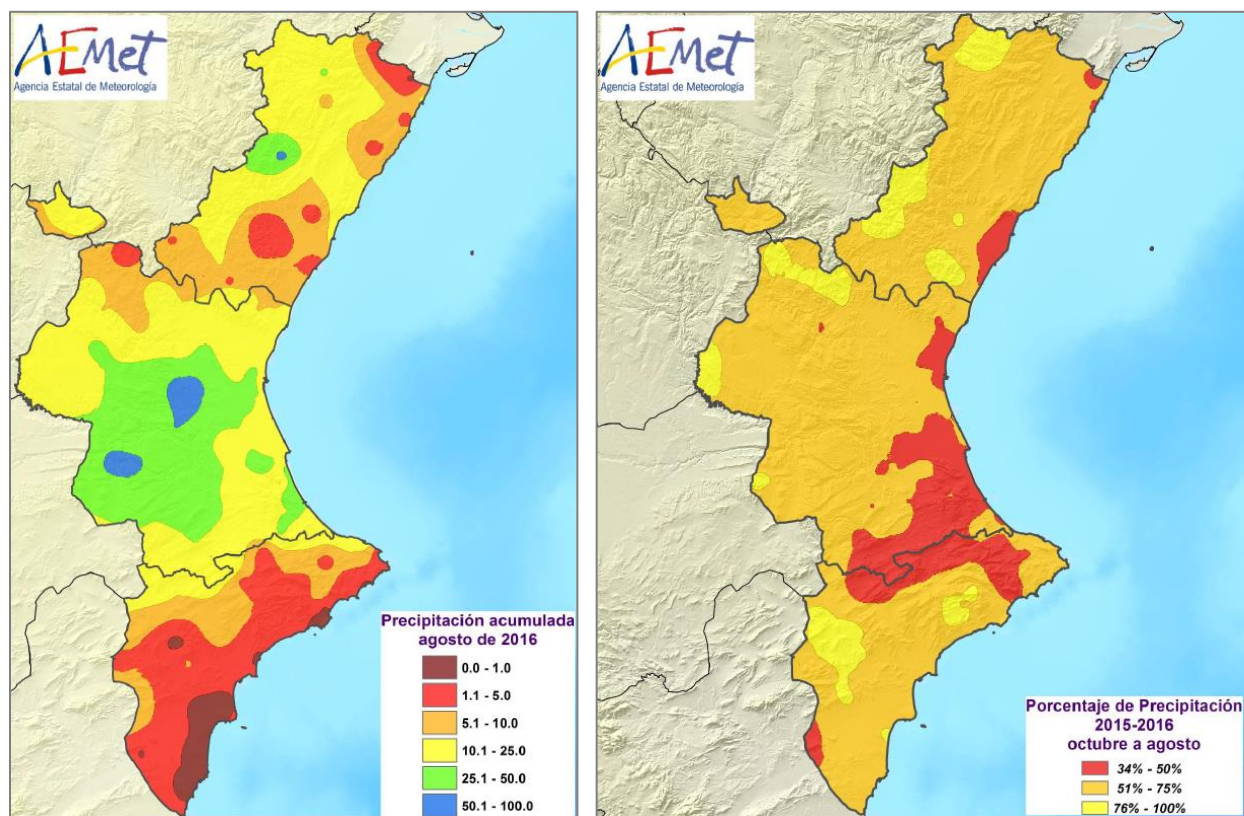 AEMet
Agencia Estatal de Meteorología
Precipitación acumulada
agosto de 2016
0.0 - 1.0
1.1 - 5.0
5.1 - 10.0
10.1 - 25.0
25.1 - 50.0
50.1 - 100.0
AEMet
Agencia Estatal de Meteorología
Porcentaje de Precipitación
2015-2016
octubre a agosto
34% - 50%
51% - 75%
76% - 100%